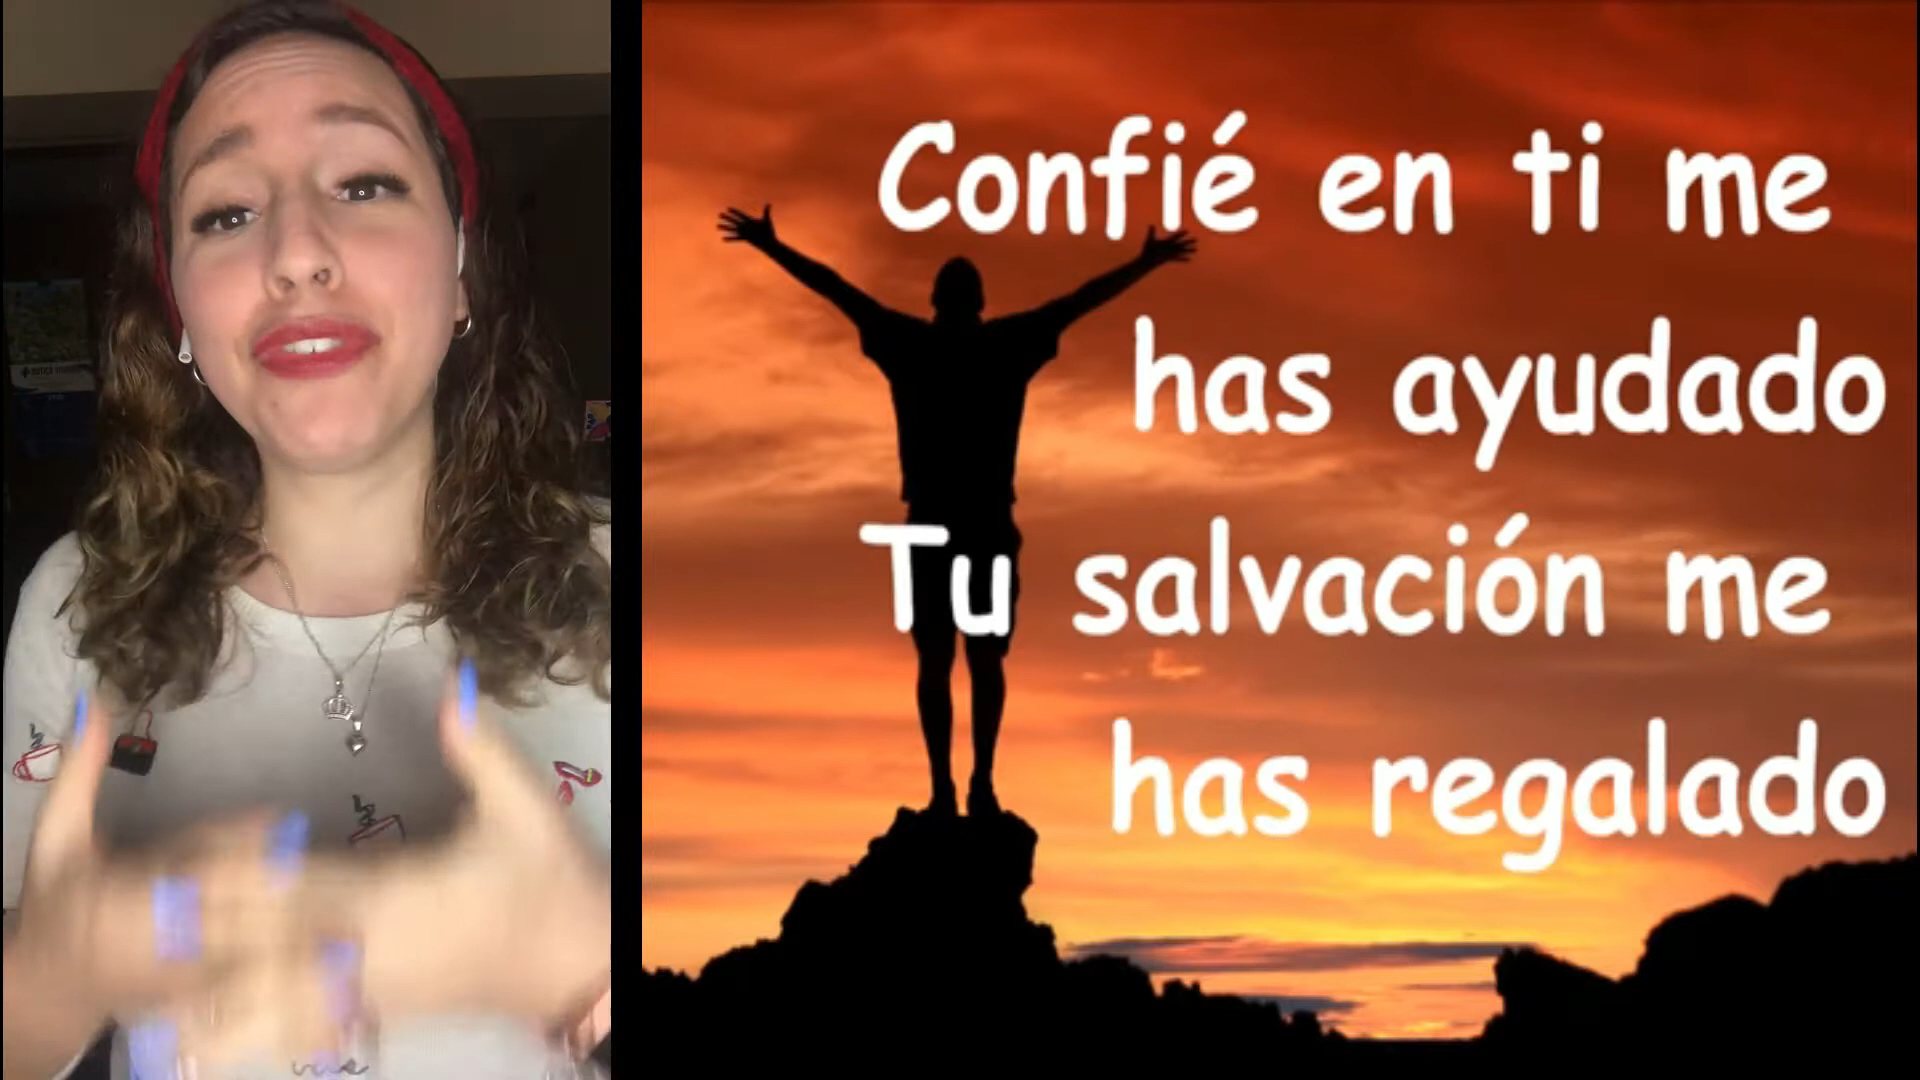 Confié en ti me
has ayudado
Tu salvación me
has regalado